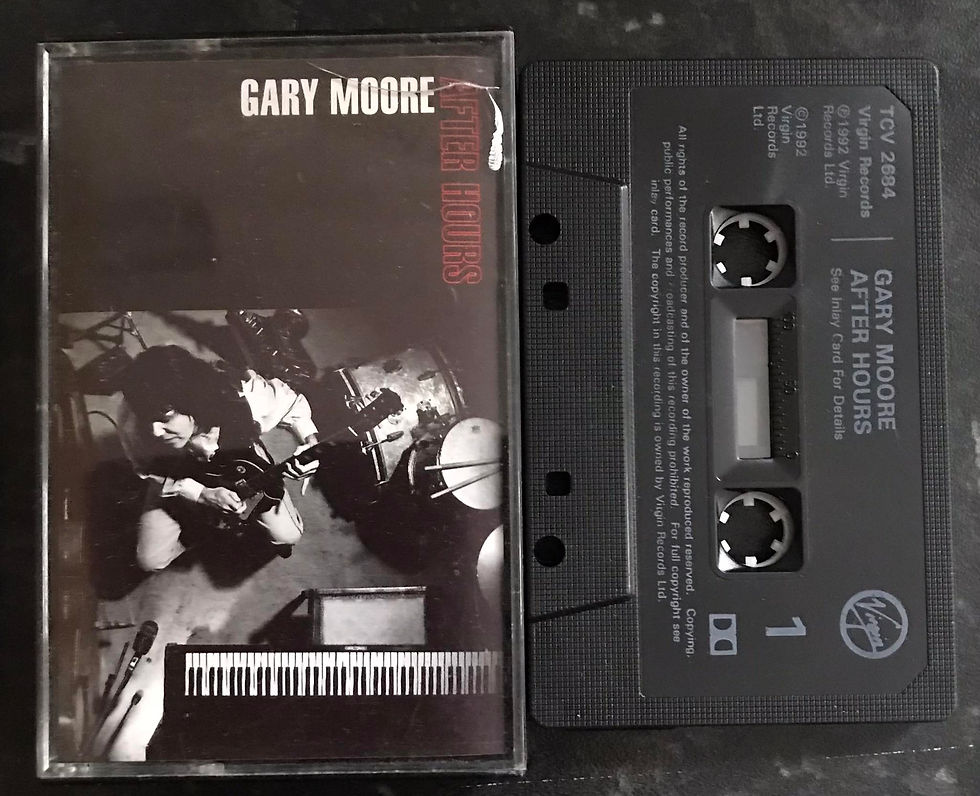 GARY MOORE
AFTER HOURS
TCV 2684
Virgin Records
℗1992 Virgin
Records Ltd.
©1992
Virgin
Records
Ltd.
GARY MOORE
AFTER HOURS
See Inlay Card For Details
All rights of the record producer and of the owner of the work reproduced reserved. Copying,
public performances and broadcasting of this recording prohibited. For full copyright see
inlay card. The copyright in this recording is owned by Virgin Records Ltd.
1
Virgin